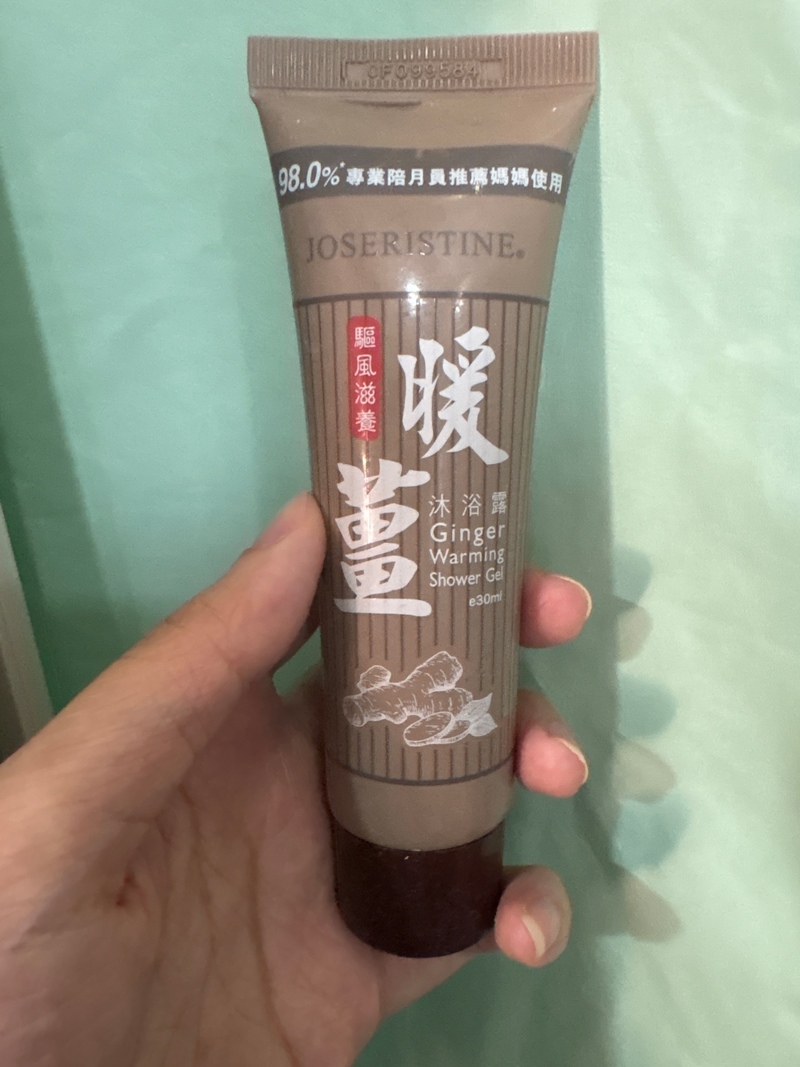 98.0%*專業陪月員推薦媽媽使用
JOSERISTINE®
驅風滋養
暖薑
沐浴露
Ginger
Warming
Shower Gel
e30ml